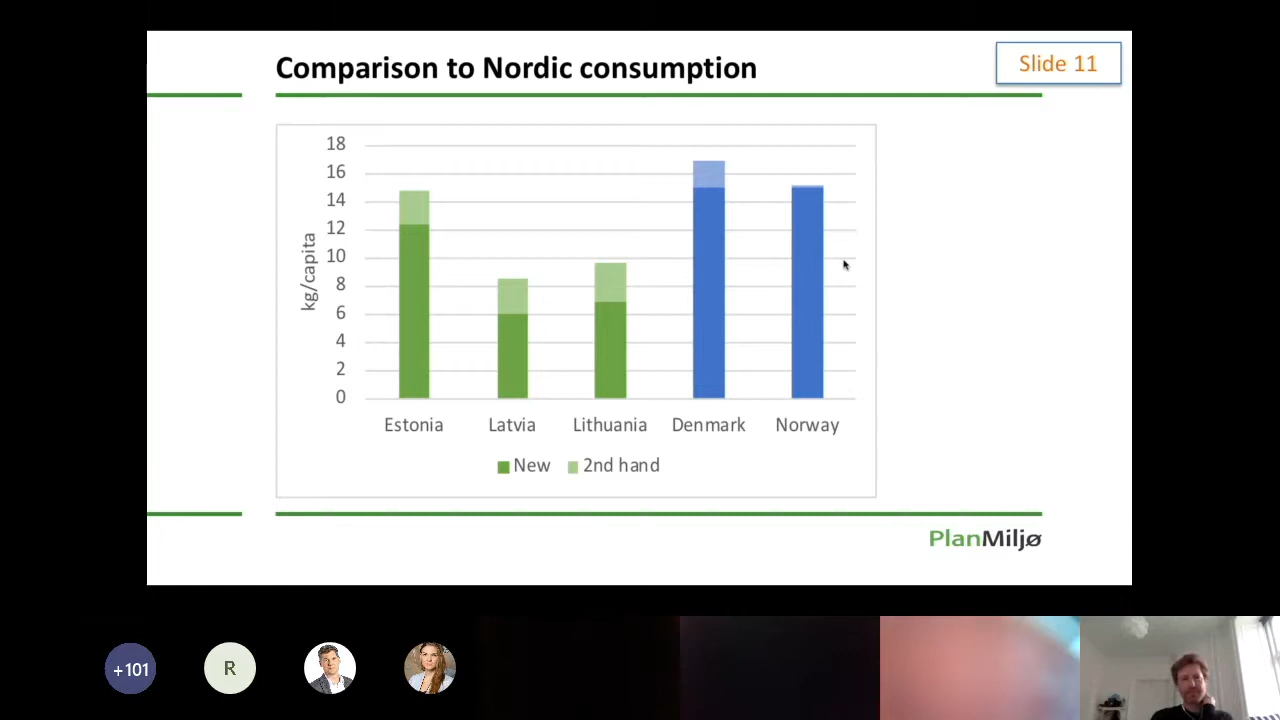 Comparison to Nordic consumption
Slide 11
18
16
14
12
10
8
6
4
2
0
kg/capita
Estonia
Latvia
Lithuania
Denmark
Norway
New
2nd hand
PlanMiljø
+101
R